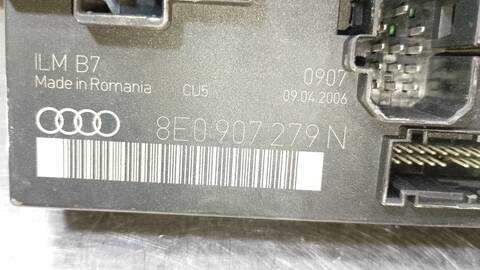 ILM B7
Made in Romania CU5
0907
09.04.2006
8E0 907 279 N